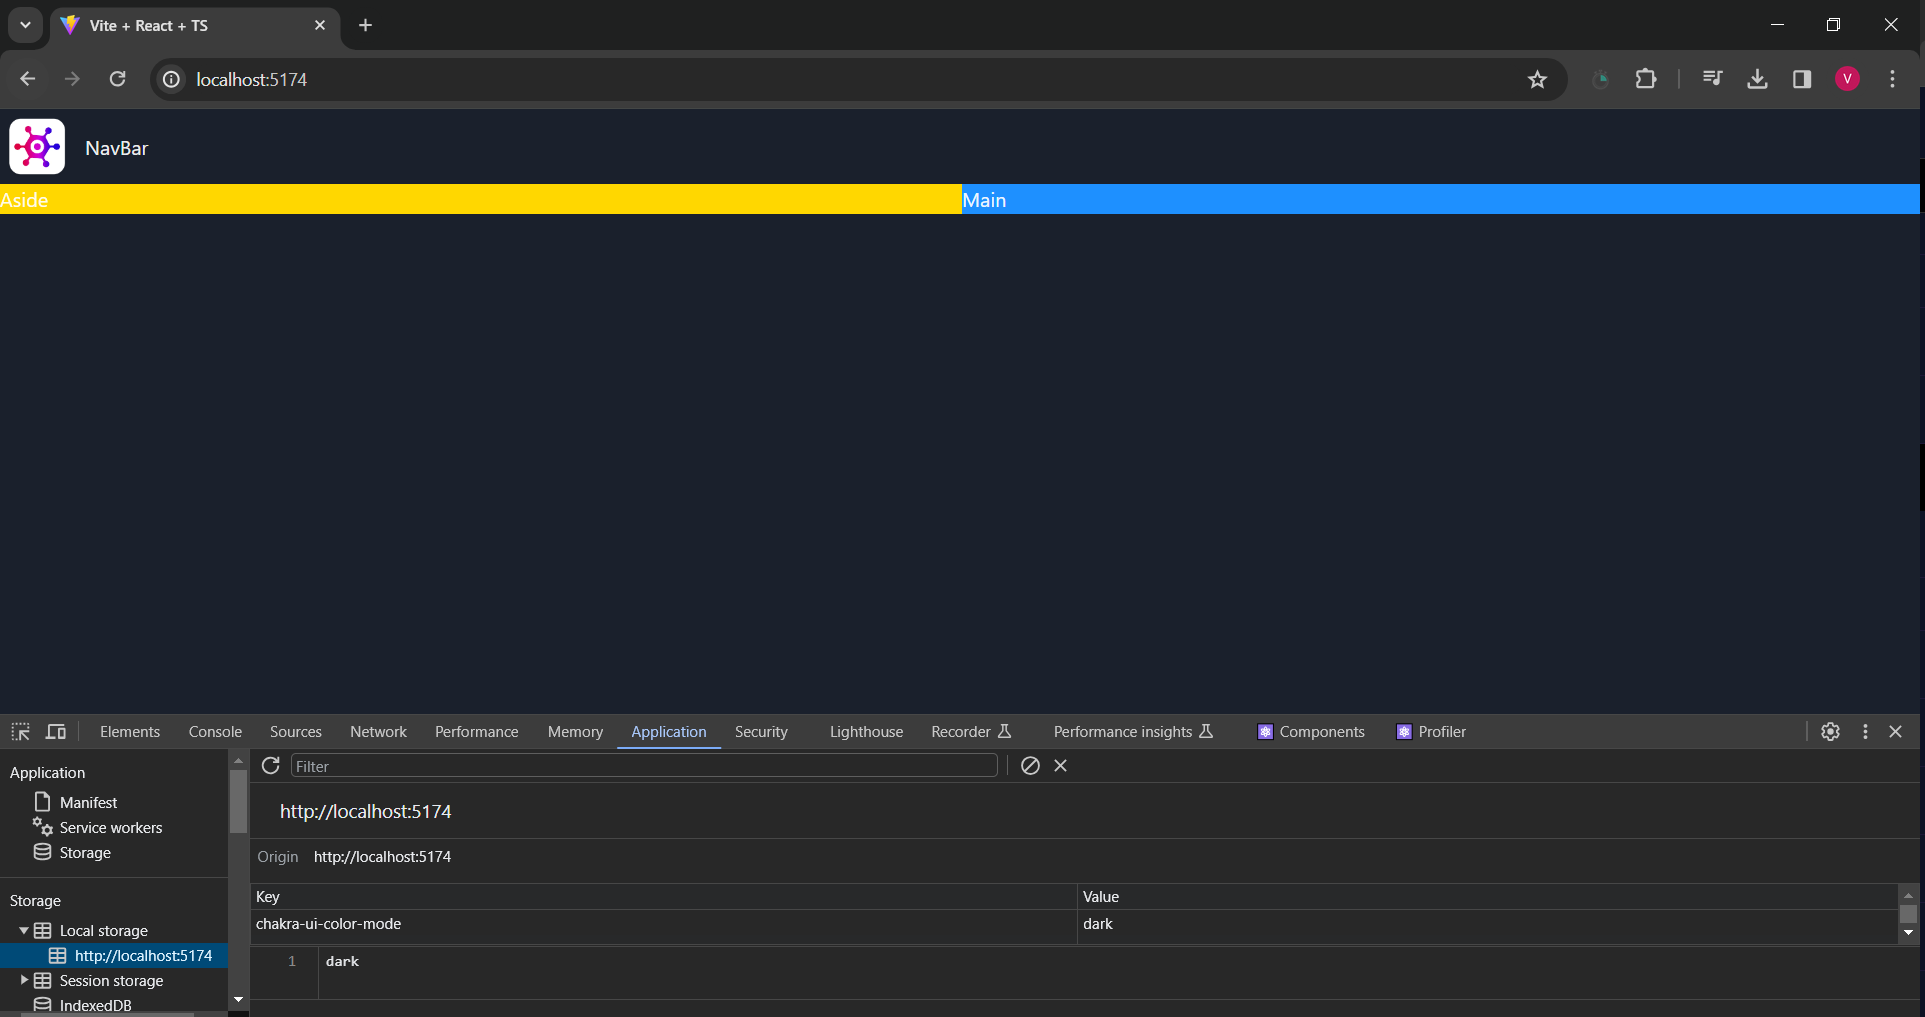 Vite + React + TS
localhost:5174
V
NavBar
Aside Main
Elements Console Sources Network Performance Memory Application Security Lighthouse Recorder Performance insights Components Profiler
Application
Manifest
Service workers
Storage
Storage
Local storage
http://localhost:5174
Session storage
IndexedDB
Filter
http://localhost:5174
Origin http://localhost:5174
Key Value
chakra-ui-color-mode dark
1 dark